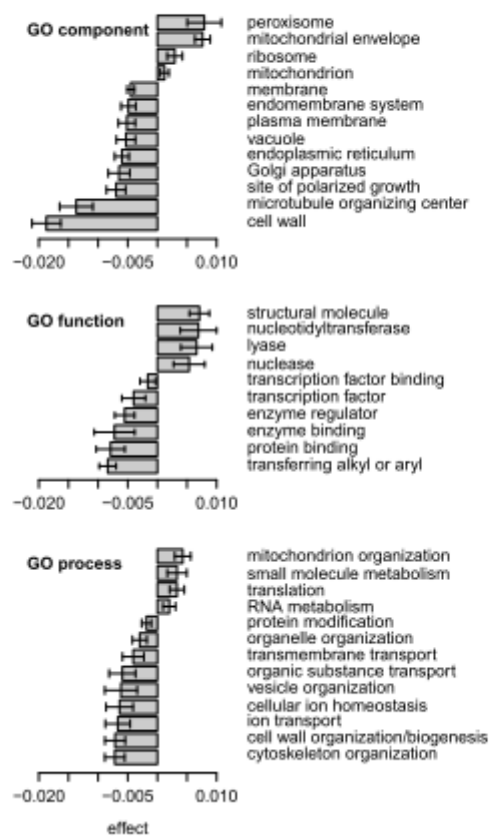 GO component
peroxisome
mitochondrial envelope
ribosome
mitochondrion
membrane
endomembrane system
plasma membrane
vacuole
endoplasmic reticulum
Golgi apparatus
site of polarized growth
microtubule organizing center
cell wall
−0.020 −0.005 0.010
GO function
structural molecule
nucleotidyltransferase
lyase
nuclease
transcription factor binding
transcription factor
enzyme regulator
enzyme binding
protein binding
transferring alkyl or aryl
−0.020 −0.005 0.010
GO process
mitochondrion organization
small molecule metabolism
translation
RNA metabolism
protein modification
organelle organization
transmembrane transport
organic substance transport
vesicle organization
cellular ion homeostasis
ion transport
cell wall organization/biogenesis
cytoskeleton organization
−0.020 −0.005 0.010
effect